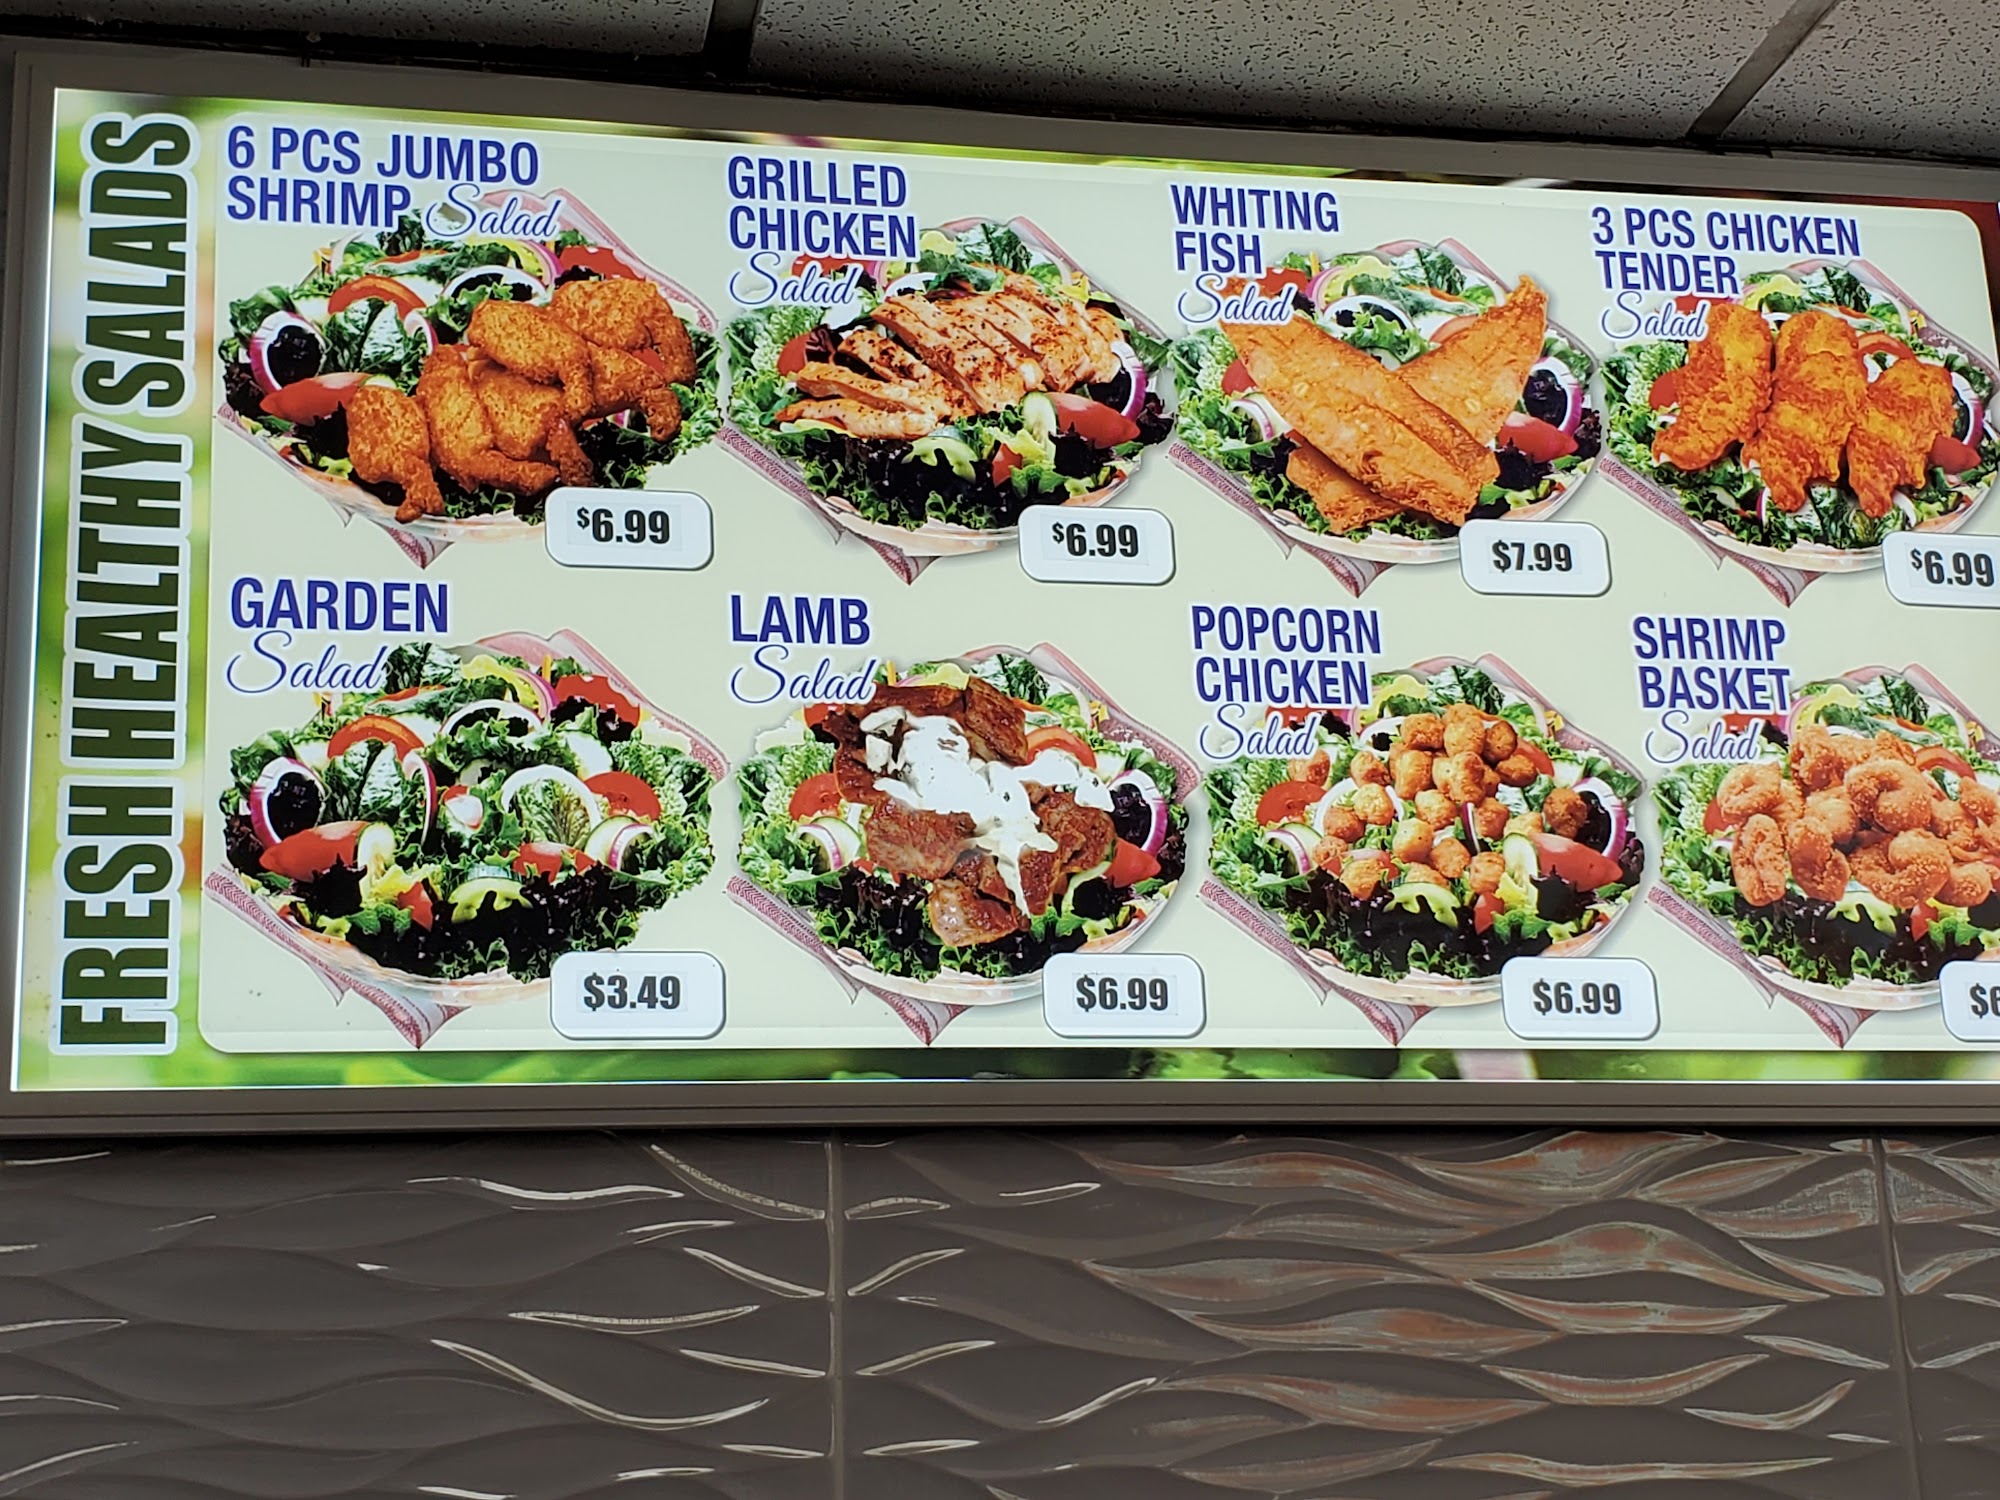 FRESH HEALTHY SALADS
6 PCS JUMBO
SHRIMP Salad
$6.99
GRILLED
CHICKEN
Salad
$6.99
WHITING
FISH
Salad
$7.99
3 PCS CHICKEN
TENDER
Salad
$6.99
GARDEN
Salad
$3.49
LAMB
Salad
$6.99
POPCORN
CHICKEN
Salad
$6.99
SHRIMP
BASKET
Salad
$6